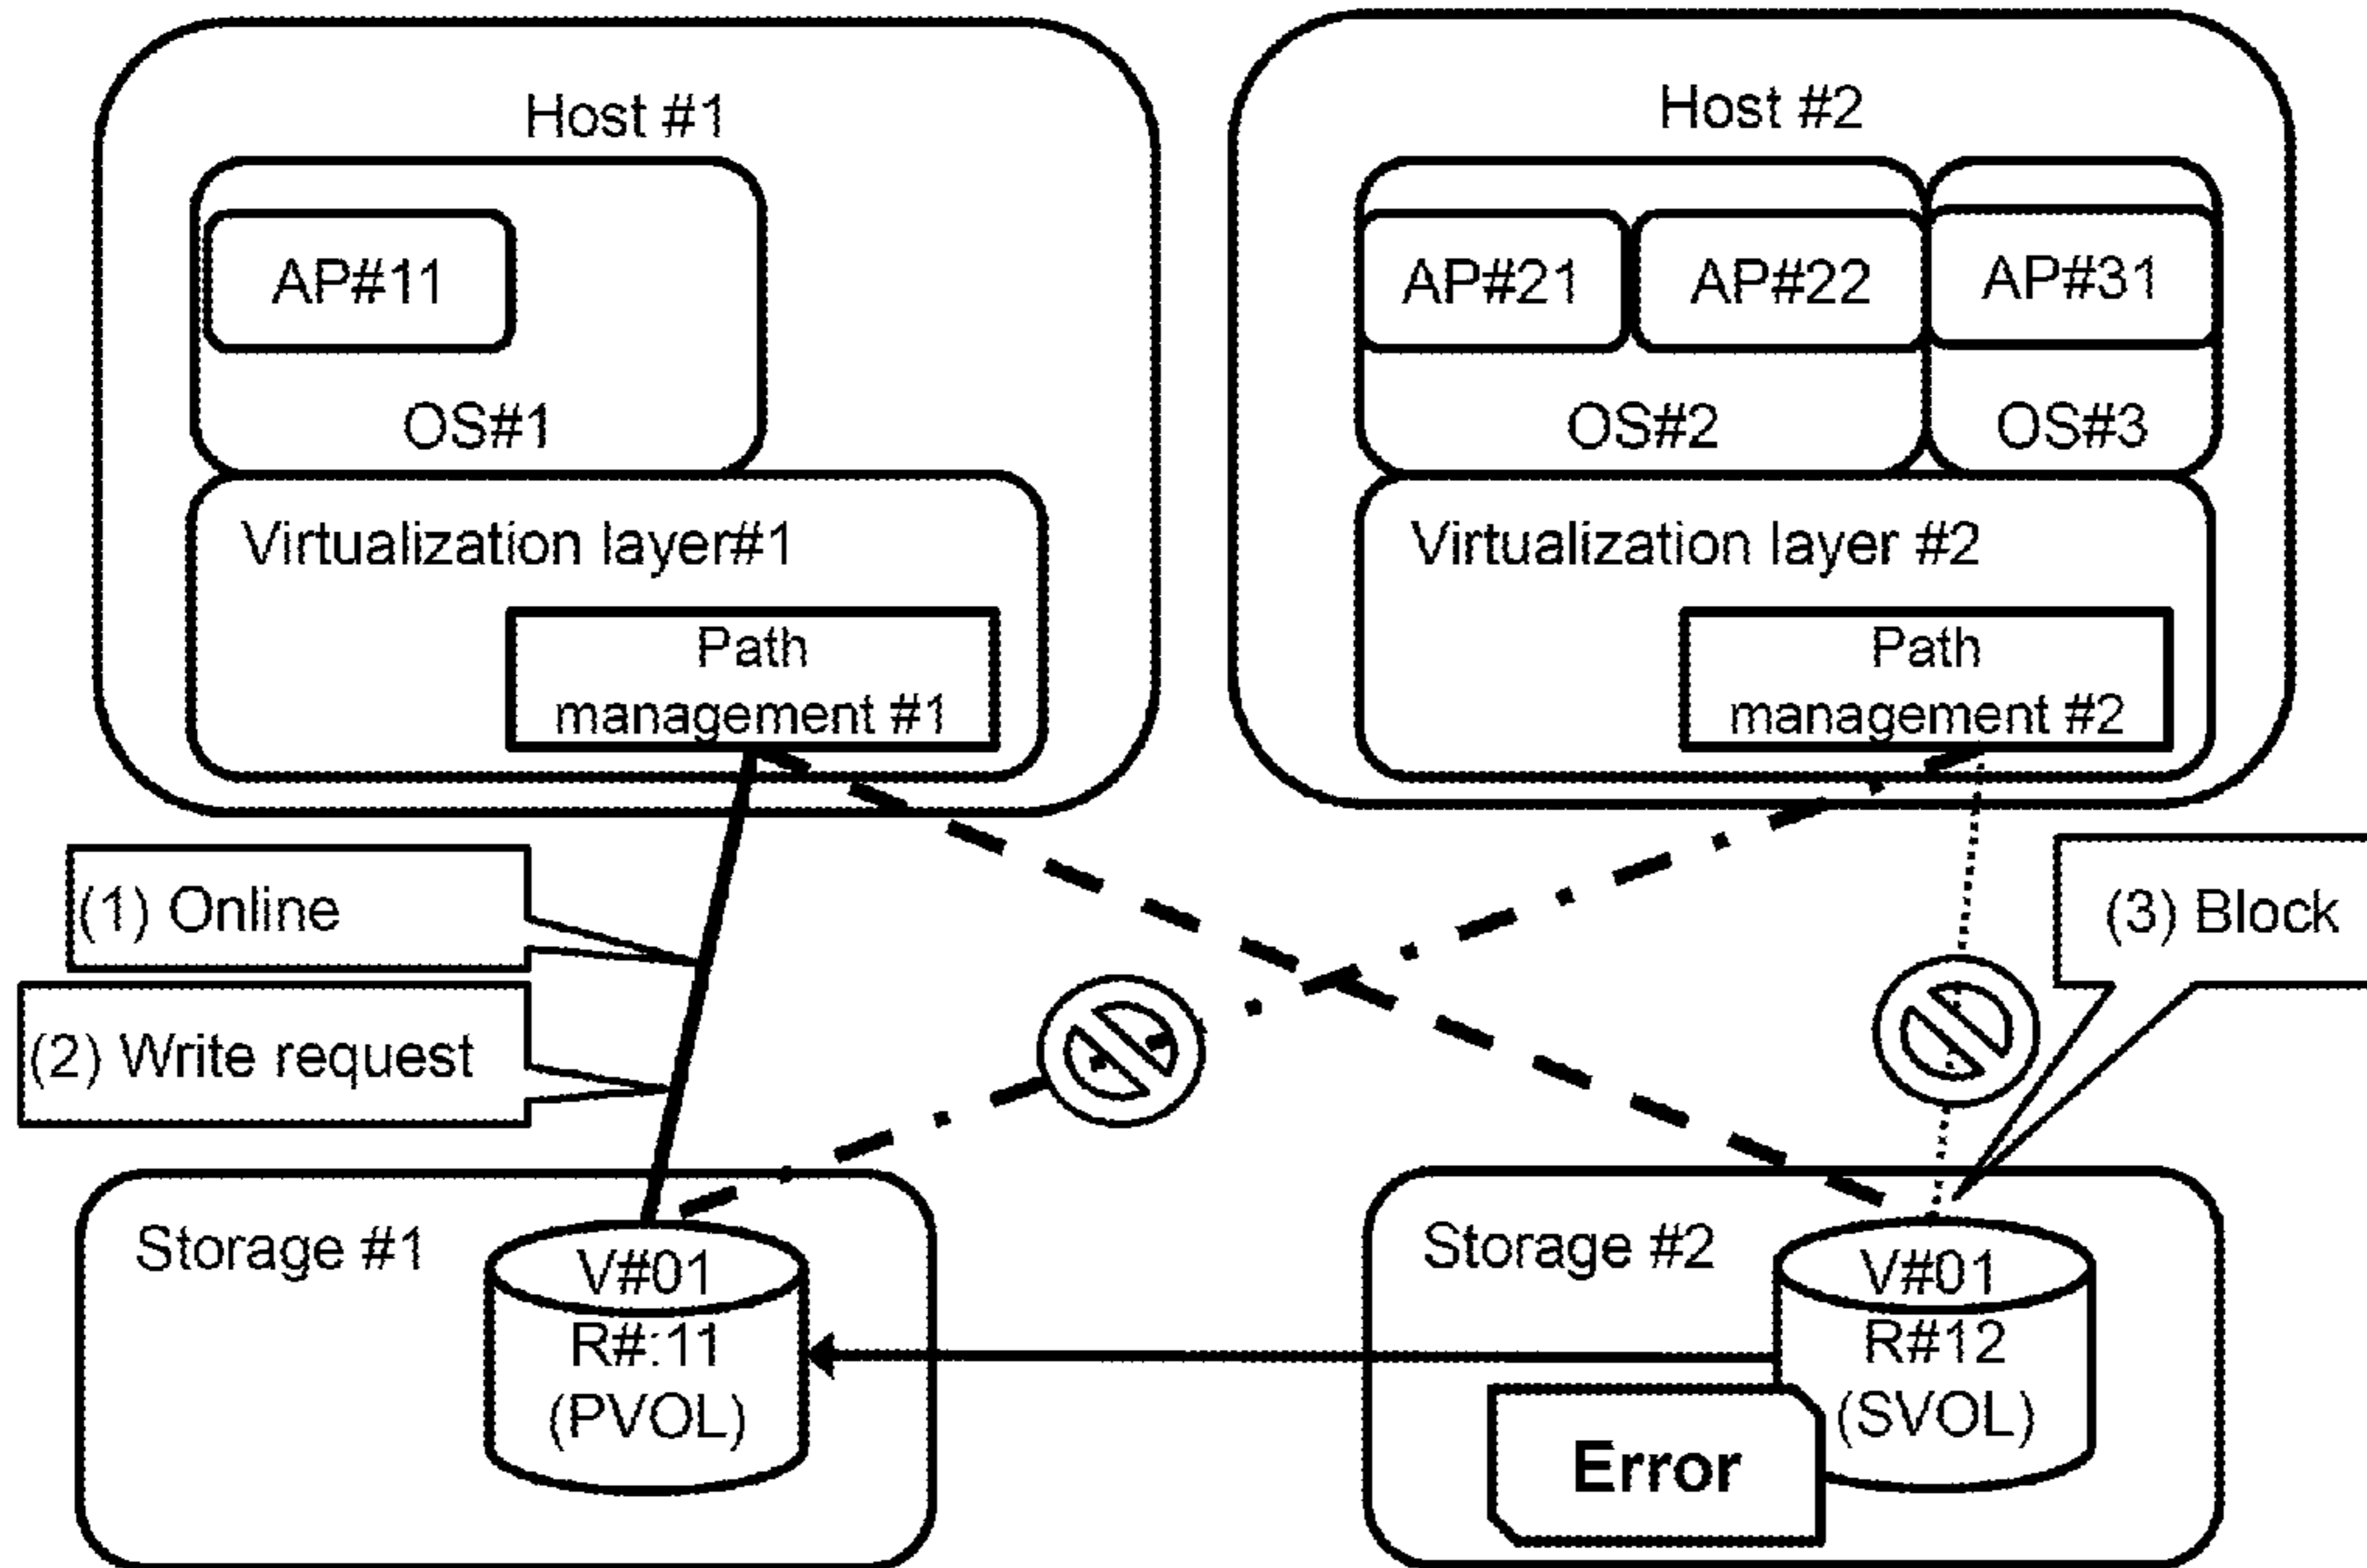 Host #1
AP#11
OS#1
Virtualization layer#1
Path
management #1
Host #2
AP#21
AP#22
AP#31
OS#2
OS#3
Virtualization layer #2
Path
management #2
(1) Online
(2) Write request
(3) Block
Storage #1
V#01
R#:11
(PVOL)
Storage #2
V#01
R#12
(SVOL)
Error